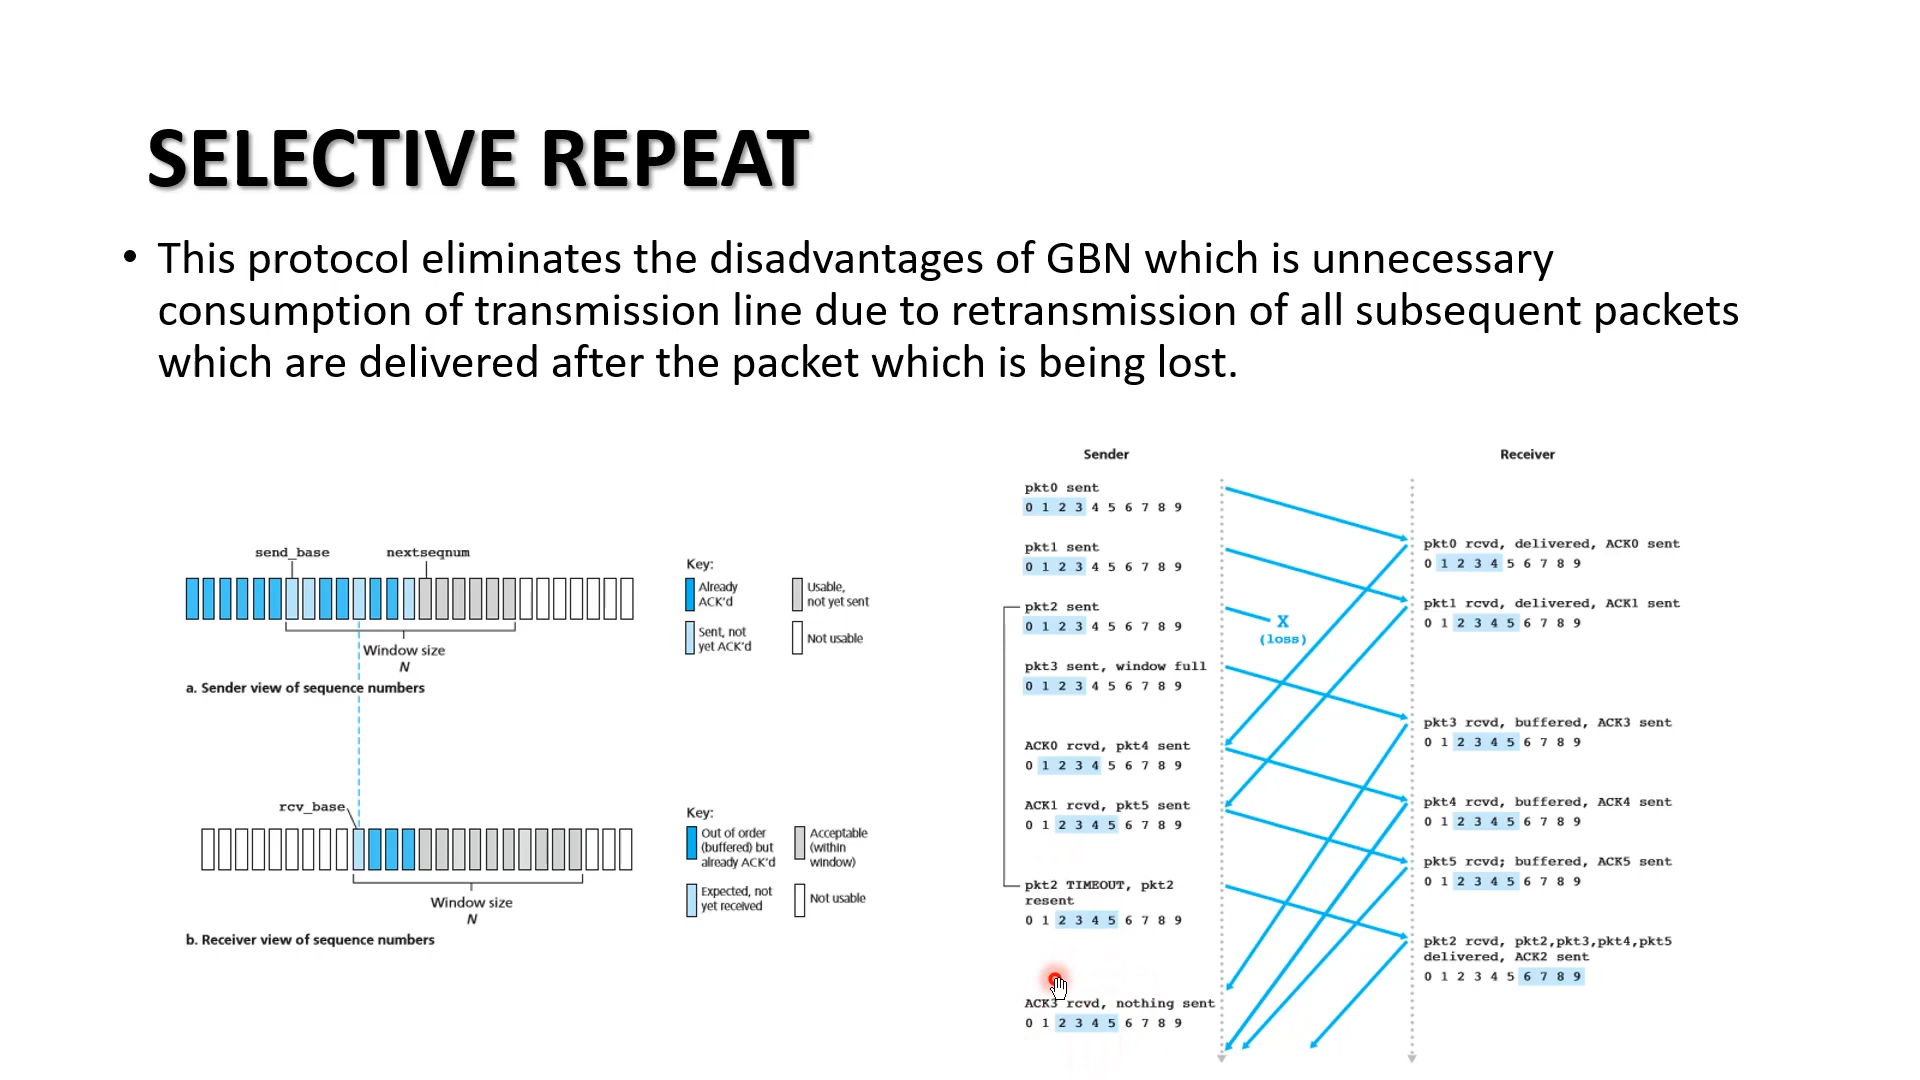 SELECTIVE REPEAT
• This protocol eliminates the disadvantages of GBN which is unnecessary
consumption of transmission line due to retransmission of all subsequent packets
which are delivered after the packet which is being lost.
send_base
nextseqnum
Window size
N
a. Sender view of sequence numbers
Key:
Already
ACK'd
Usable,
not yet sent
Sent, not
yet ACK'd
Not usable
rcv_base
Window size
N
b. Receiver view of sequence numbers
Key:
Out of order
(buffered) but
already ACK'd
Acceptable
(within
window)
Expected, not
yet received
Not usable
Sender
pkt0 sent
0 1 2 3 4 5 6 7 8 9
pkt1 sent
0 1 2 3 4 5 6 7 8 9
pkt2 sent
0 1 2 3 4 5 6 7 8 9
pkt3 sent, window full
0 1 2 3 4 5 6 7 8 9
ACK0 rcvd, pkt4 sent
0 1 2 3 4 5 6 7 8 9
ACK1 rcvd, pkt5 sent
0 1 2 3 4 5 6 7 8 9
pkt2 TIMEOUT, pkt2
resent
0 1 2 3 4 5 6 7 8 9
ACK3 rcvd, nothing sent
0 1 2 3 4 5 6 7 8 9
X
(loss)
Receiver
pkt0 rcvd, delivered, ACK0 sent
0 1 2 3 4 5 6 7 8 9
pkt1 rcvd, delivered, ACK1 sent
0 1 2 3 4 5 6 7 8 9
pkt3 rcvd, buffered, ACK3 sent
0 1 2 3 4 5 6 7 8 9
pkt4 rcvd, buffered, ACK4 sent
0 1 2 3 4 5 6 7 8 9
pkt5 rcvd; buffered, ACK5 sent
0 1 2 3 4 5 6 7 8 9
pkt2 rcvd, pkt2,pkt3,pkt4,pkt5
delivered, ACK2 sent
0 1 2 3 4 5 6 7 8 9